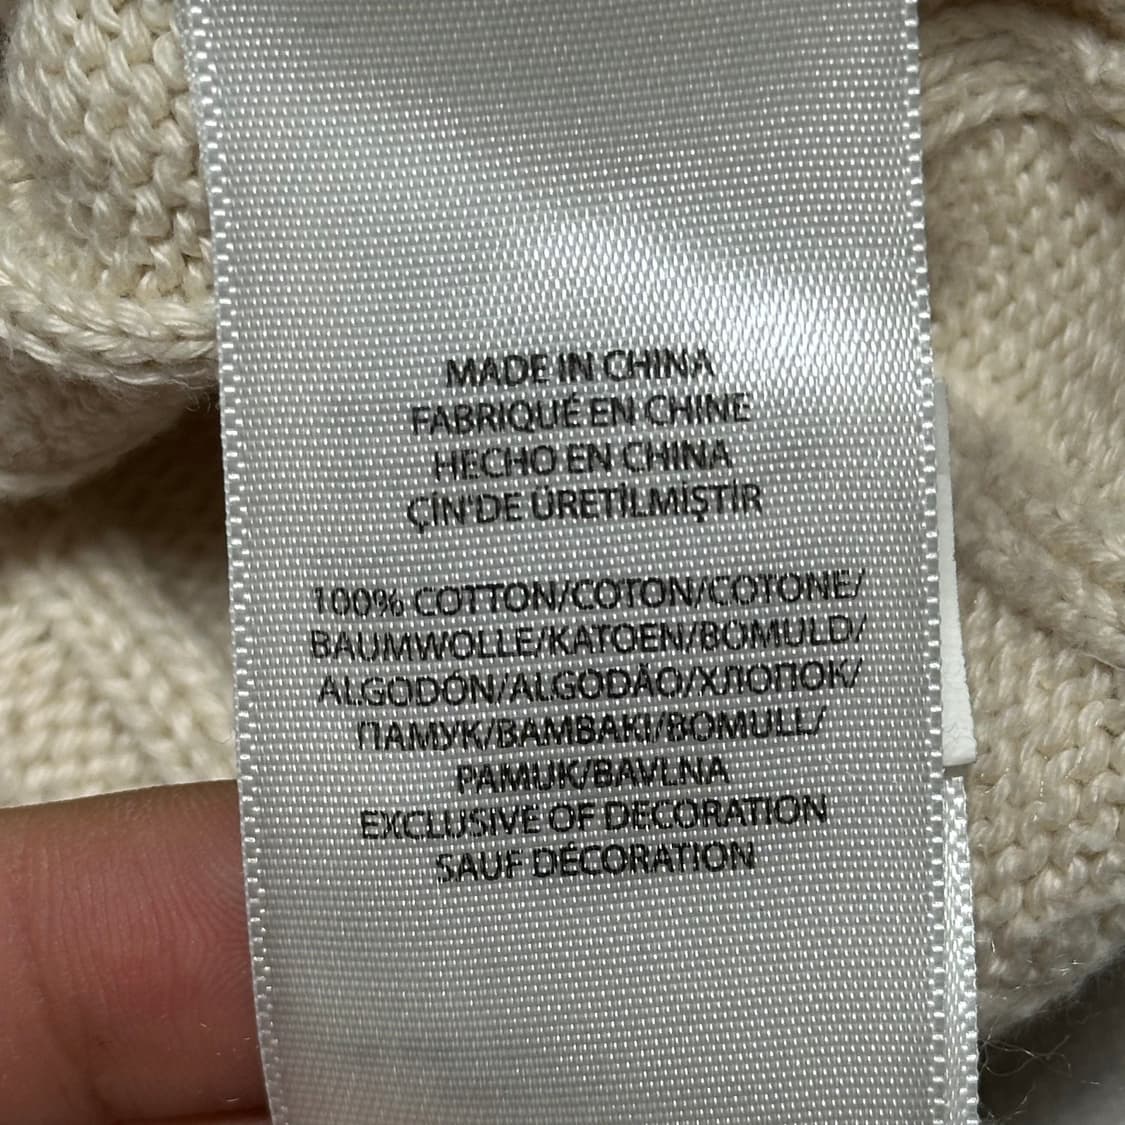 MADE IN CHINA
FABRIQUÉ EN CHINE
HECHO EN CHINA
ÇİN'DE ÜRETİLMİŞTİR
100% COTTON/COTON/COTONE/
BAUMWOLLE/KATOEN/BOMULD/
ALGODÓN/ALGODÃO/ХЛОПОК/
ПАМУК/BAMBAKI/BOMULL/
PAMUK/BAVLNA
EXCLUSIVE OF DECORATION
SAUF DÉCORATION